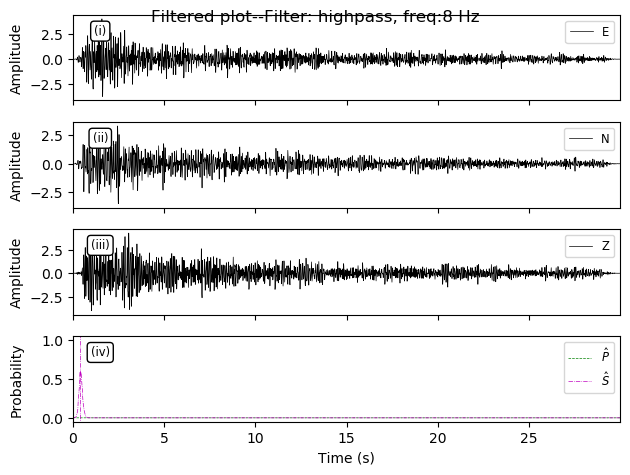 Filtered plot--Filter: highpass, freq:8 Hz
Amplitude
2.5
0.0
−2.5
(i)
E
Amplitude
2.5
0.0
−2.5
(ii)
N
Amplitude
2.5
0.0
−2.5
(iii)
Z
Probability
1.0
0.5
0.0
(iv)
P̂
Ŝ
0 5 10 15 20 25
Time (s)